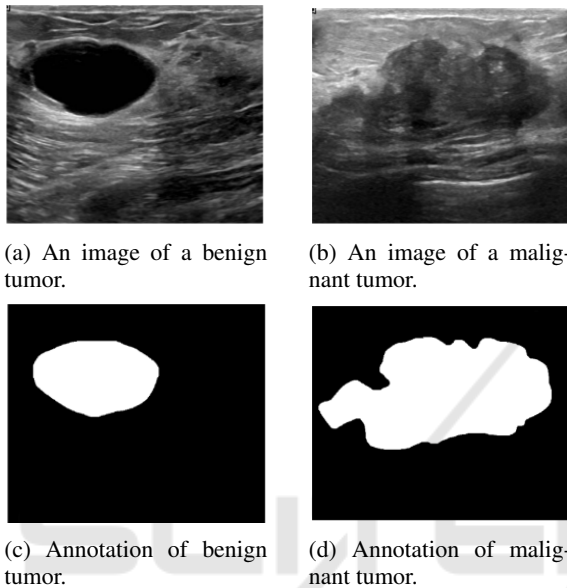 (a) An image of a benign
tumor.
(b) An image of a malig-
nant tumor.
(c) Annotation of benign
tumor.
(d) Annotation of malig-
nant tumor.